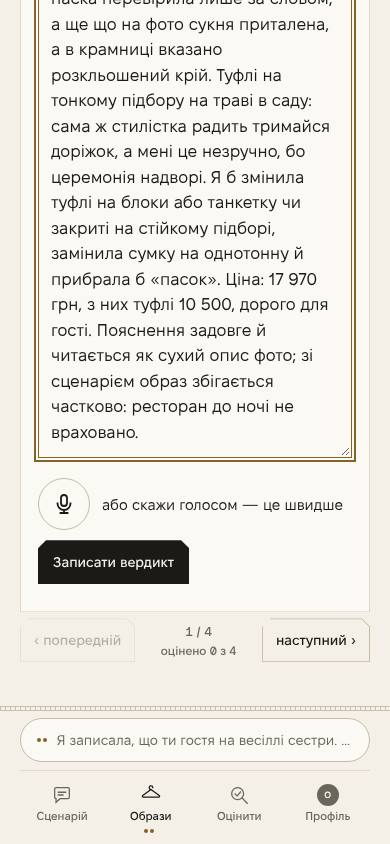 паска перевірила лише за словом,
а ще що на фото сукня приталена,
а в крамниці вказано
розкльошений крій. Туфлі на
тонкому підбору на траві в саду:
сама ж стилістка радить тримайся
доріжок, а мені це незручно, бо
церемонія надворі. Я б змінила
туфлі на блоки або танкетку чи
закриті на стійкому підборі,
замінила сумку на однотонну й
прибрала б «пасок». Ціна: 17 970
грн, з них туфлі 10 500, дорого для
гості. Пояснення задовге й
читається як сухий опис фото; зі
сценарієм образ збігається
частково: ресторан до ночі не
враховано.
або скажи голосом — це швидше
Записати вердикт
‹ попередній
1 / 4
оцінено 0 з 4
наступний ›
Я записала, що ти гостя на весіллі сестри. ...
Сценарій
Образи
Оцінити
О
Профіль